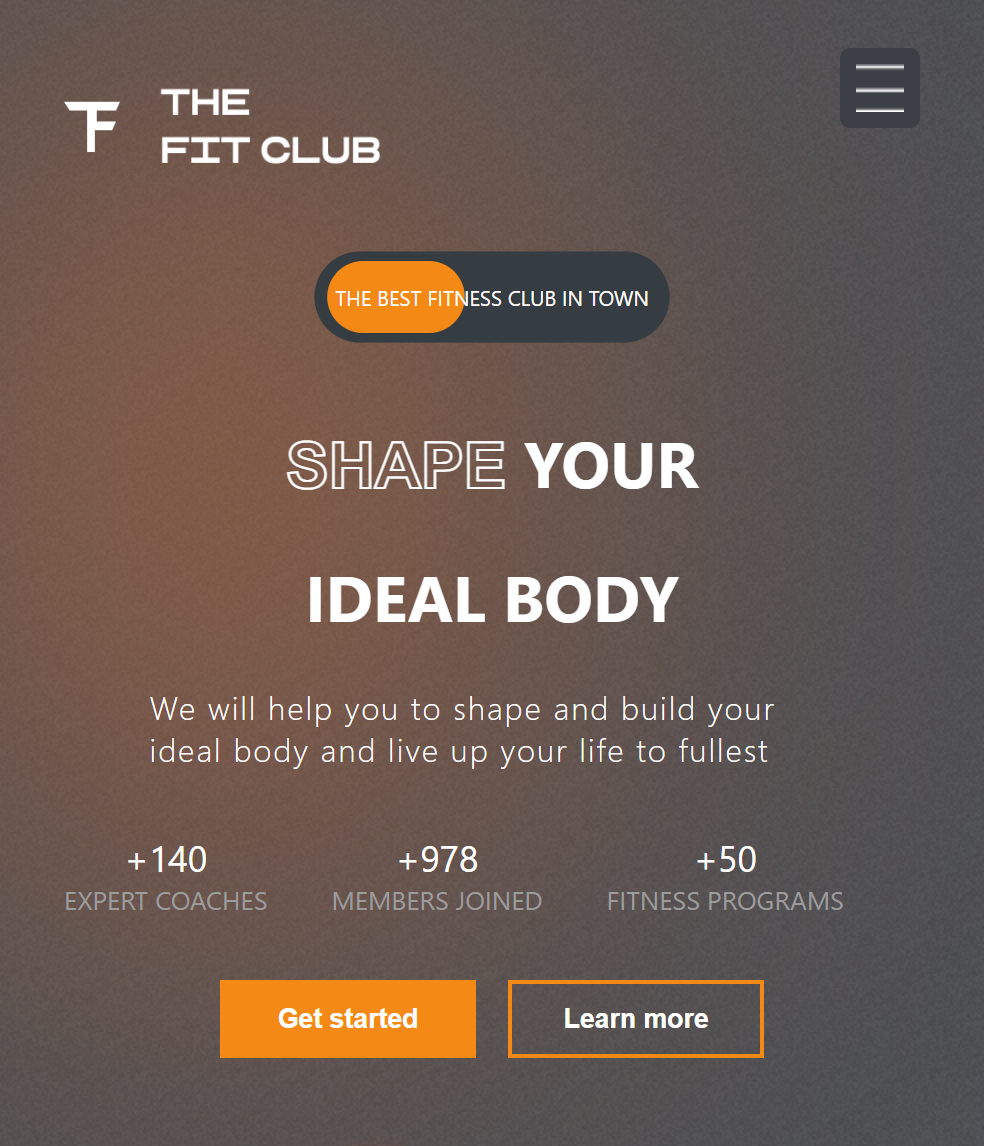 THE
FIT CLUB
THE BEST FITNESS CLUB IN TOWN
SHAPE YOUR
IDEAL BODY
We will help you to shape and build your
ideal body and live up your life to fullest
+140 +978 +50
EXPERT COACHES MEMBERS JOINED FITNESS PROGRAMS
Get started Learn more